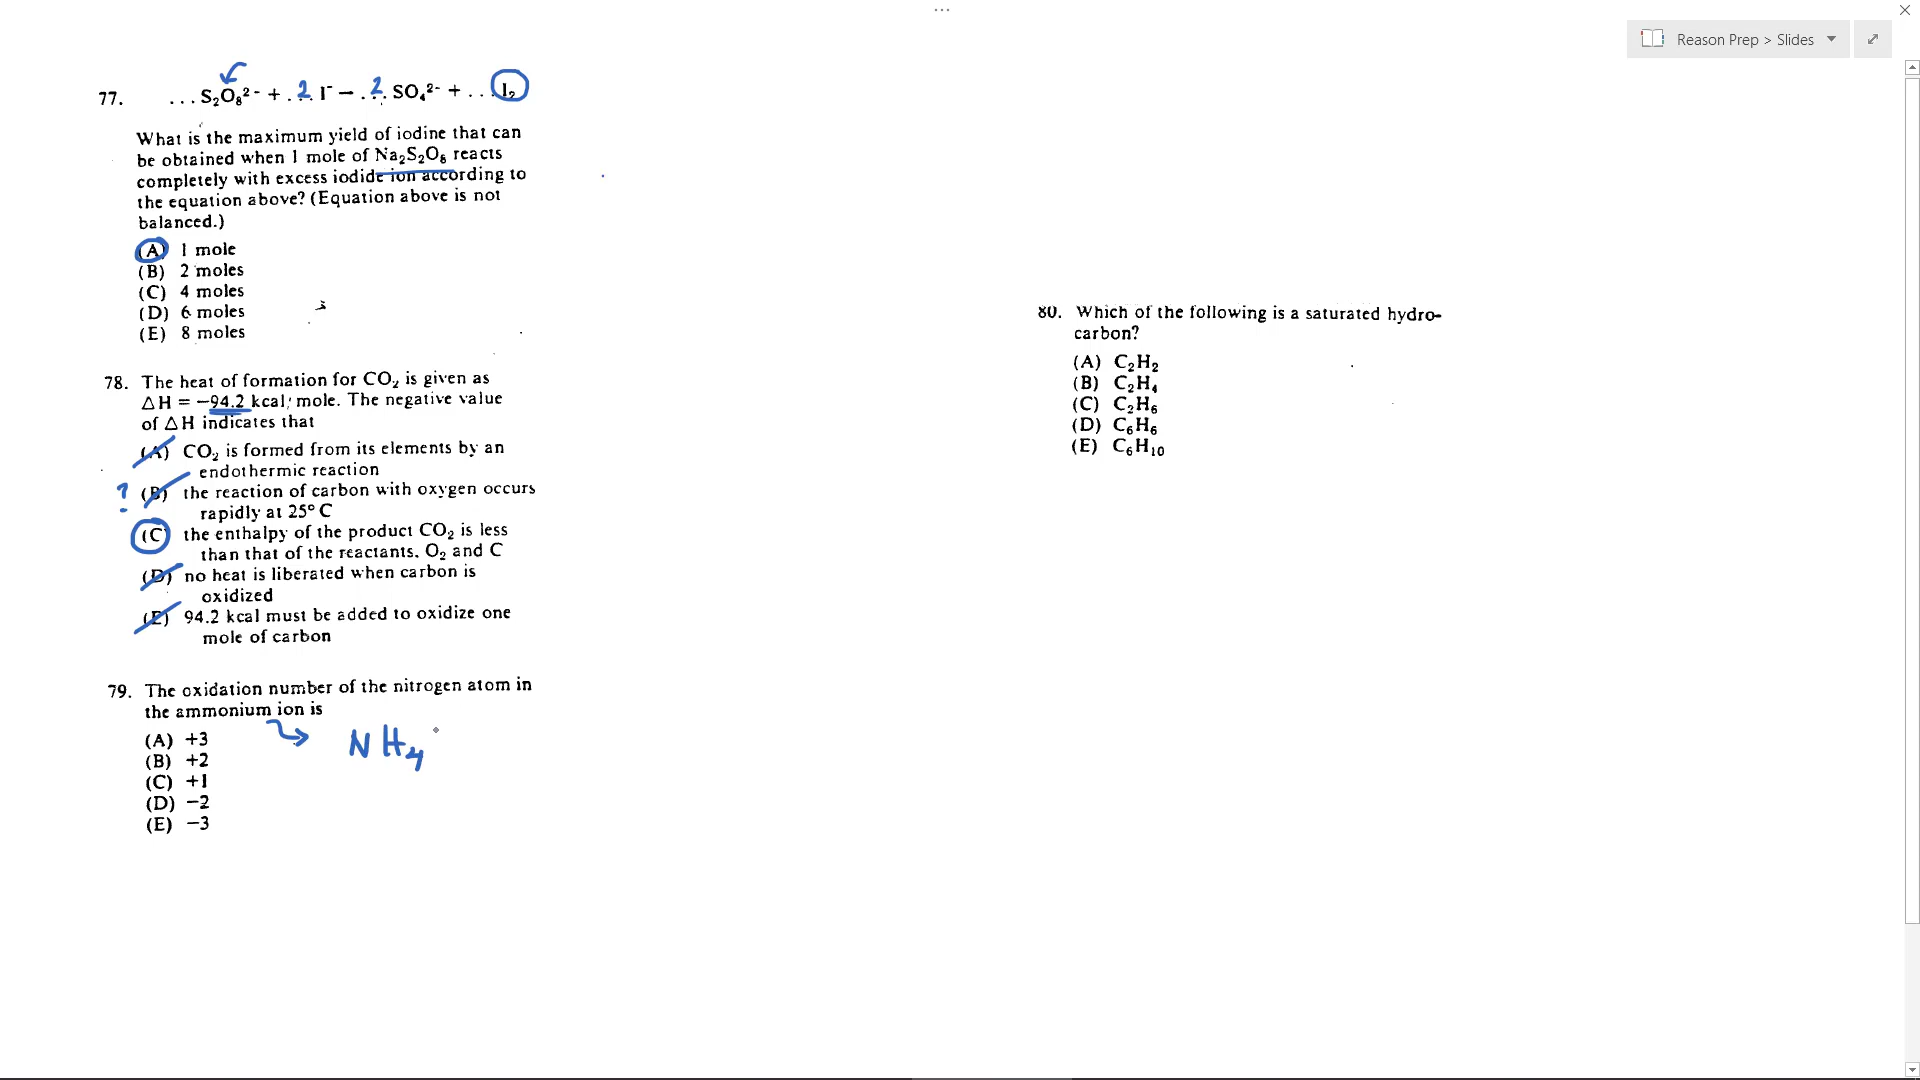 ...
Reason Prep > Slides
77. ...S₂O₈²⁻ + .2. I⁻ – .2. SO₄²⁻ + ... I₂
What is the maximum yield of iodine that can
be obtained when 1 mole of Na₂S₂O₈ reacts
completely with excess iodide ion according to
the equation above? (Equation above is not
balanced.)
(A) 1 mole
(B) 2 moles
(C) 4 moles
(D) 6 moles
(E) 8 moles
78. The heat of formation for CO₂ is given as
ΔH = −94.2 kcal/mole. The negative value
of ΔH indicates that
(A) CO₂ is formed from its elements by an
endothermic reaction
? (B) the reaction of carbon with oxygen occurs
rapidly at 25° C
(C) the enthalpy of the product CO₂ is less
than that of the reactants, O₂ and C
(D) no heat is liberated when carbon is
oxidized
(E) 94.2 kcal must be added to oxidize one
mole of carbon
79. The oxidation number of the nitrogen atom in
the ammonium ion is
NH₄
(A) +3
(B) +2
(C) +1
(D) −2
(E) −3
80. Which of the following is a saturated hydro-
carbon?
(A) C₂H₂
(B) C₂H₄
(C) C₂H₆
(D) C₆H₆
(E) C₆H₁₀